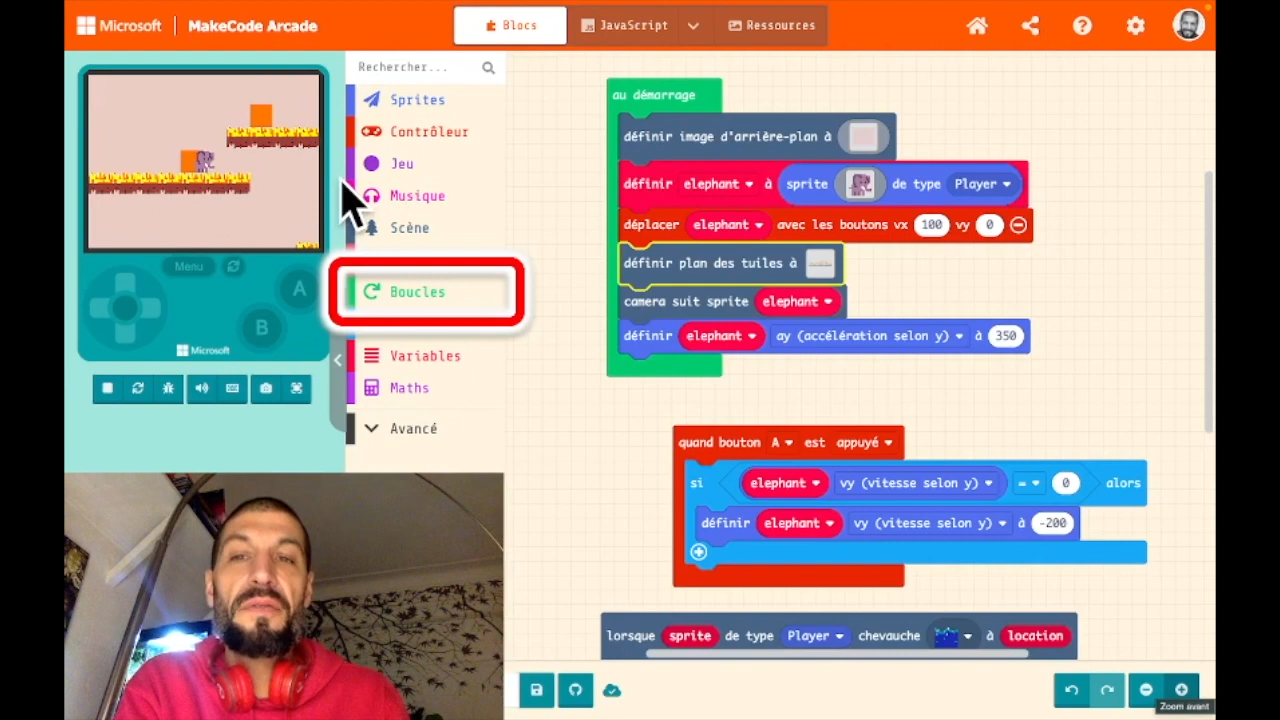 Microsoft | MakeCode Arcade
Blocs
JavaScript
Ressources
Rechercher...
Sprites
Contrôleur
Jeu
Musique
Scène
Boucles
Variables
Maths
Avancé
Menu
A
B
Microsoft
au démarrage
définir image d'arrière-plan à
définir elephant à sprite de type Player
déplacer elephant avec les boutons vx 100 vy 0
définir plan des tuiles à
camera suit sprite elephant
définir elephant ay (accélération selon y) à 350
quand bouton A est appuyé
si elephant vy (vitesse selon y) = 0 alors
définir elephant vy (vitesse selon y) à -200
lorsque sprite de type Player chevauche à location
Zoom avant